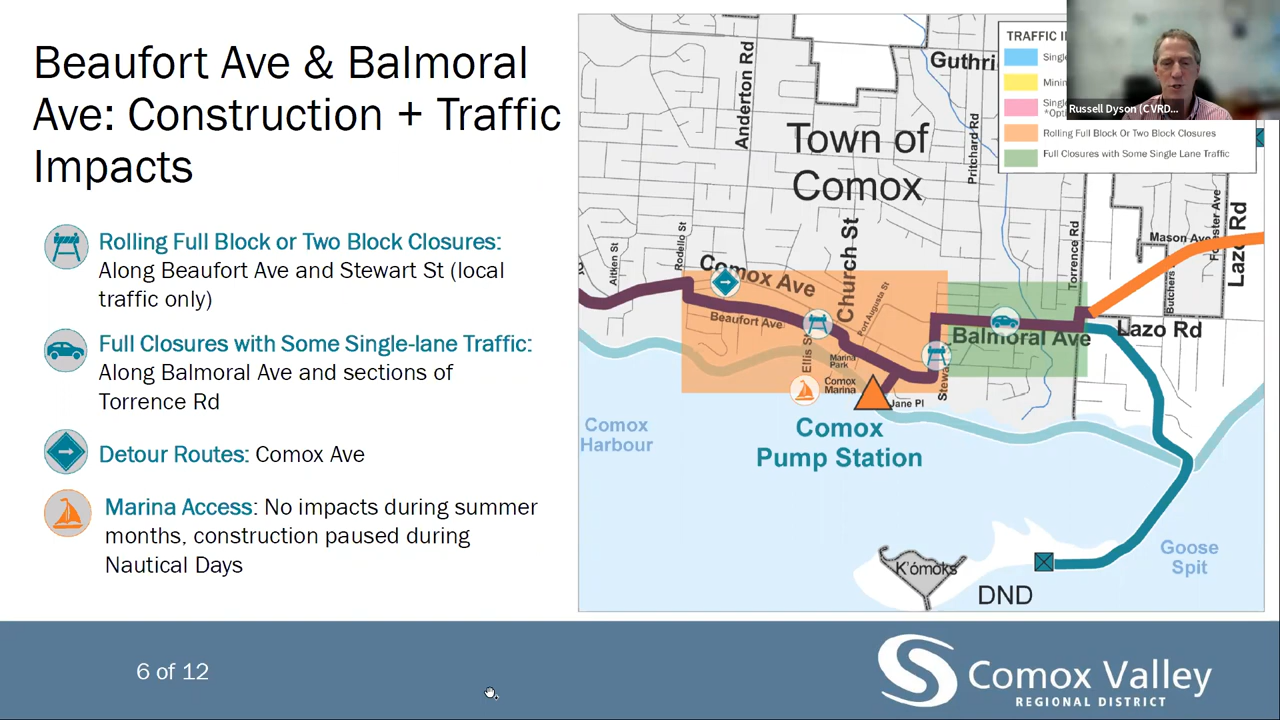 Beaufort Ave & Balmoral
Ave: Construction + Traffic
Impacts
Rolling Full Block or Two Block Closures:
Along Beaufort Ave and Stewart St (local
traffic only)
Full Closures with Some Single-lane Traffic:
Along Balmoral Ave and sections of
Torrence Rd
Detour Routes: Comox Ave
Marina Access: No impacts during summer
months, construction paused during
Nautical Days
TRAFFIC
Rolling Full Block Or Two Block Closures
Full Closures with Some Single Lane Traffic
Russell Dyson (CVRD...
Anderton Rd
Pritchard Rd
Town of
Comox
Aitken St
Rodello St
Comox Ave
Church St
Port Augusta St
Beaufort Ave
Ellis St
Marina
Park
Comox
Marina
Jane Pl
Balmoral Ave
Torrence Rd
Mason Ave
Butchers
Lazo Rd
Lazo Rd
Comox
Harbour
Comox
Pump Station
Goose
Spit
K'ómoks
DND
6 of 12
Comox Valley
REGIONAL DISTRICT